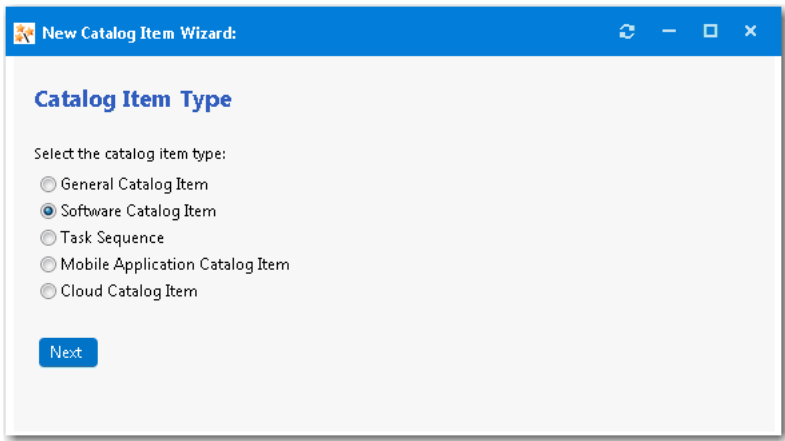 New Catalog Item Wizard:
Catalog Item Type
Select the catalog item type:
General Catalog Item
Software Catalog Item
Task Sequence
Mobile Application Catalog Item
Cloud Catalog Item
Next